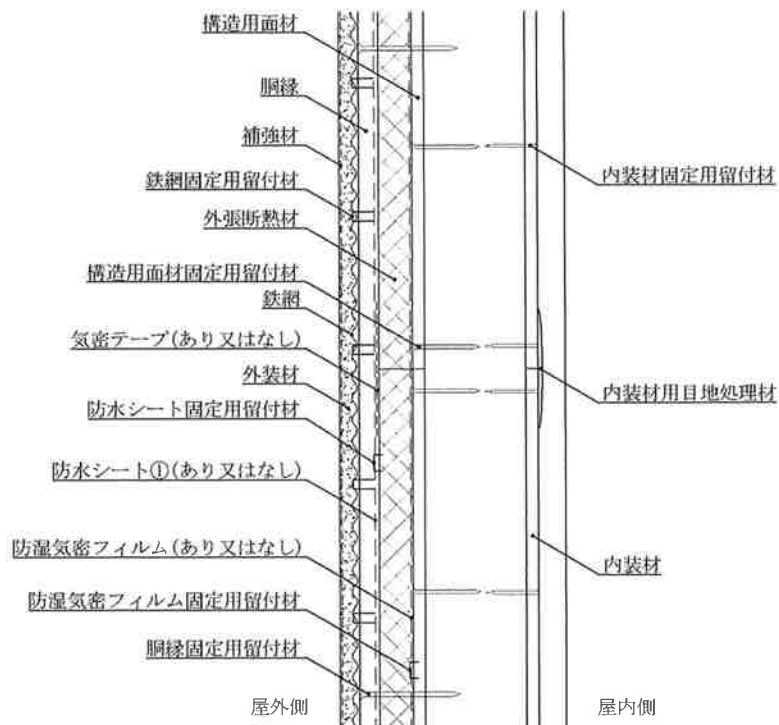 構造用面材
胴縁
補強材
鉄網固定用留付材
外張断熱材
構造用面材固定用留付材
鉄網
気密テープ(あり又はなし)
外装材
防水シート固定用留付材
防水シート①(あり又はなし)
防湿気密フィルム(あり又はなし)
防湿気密フィルム固定用留付材
胴縁固定用留付材
屋外側
内装材固定用留付材
内装材用目地処理材
内装材
屋内側